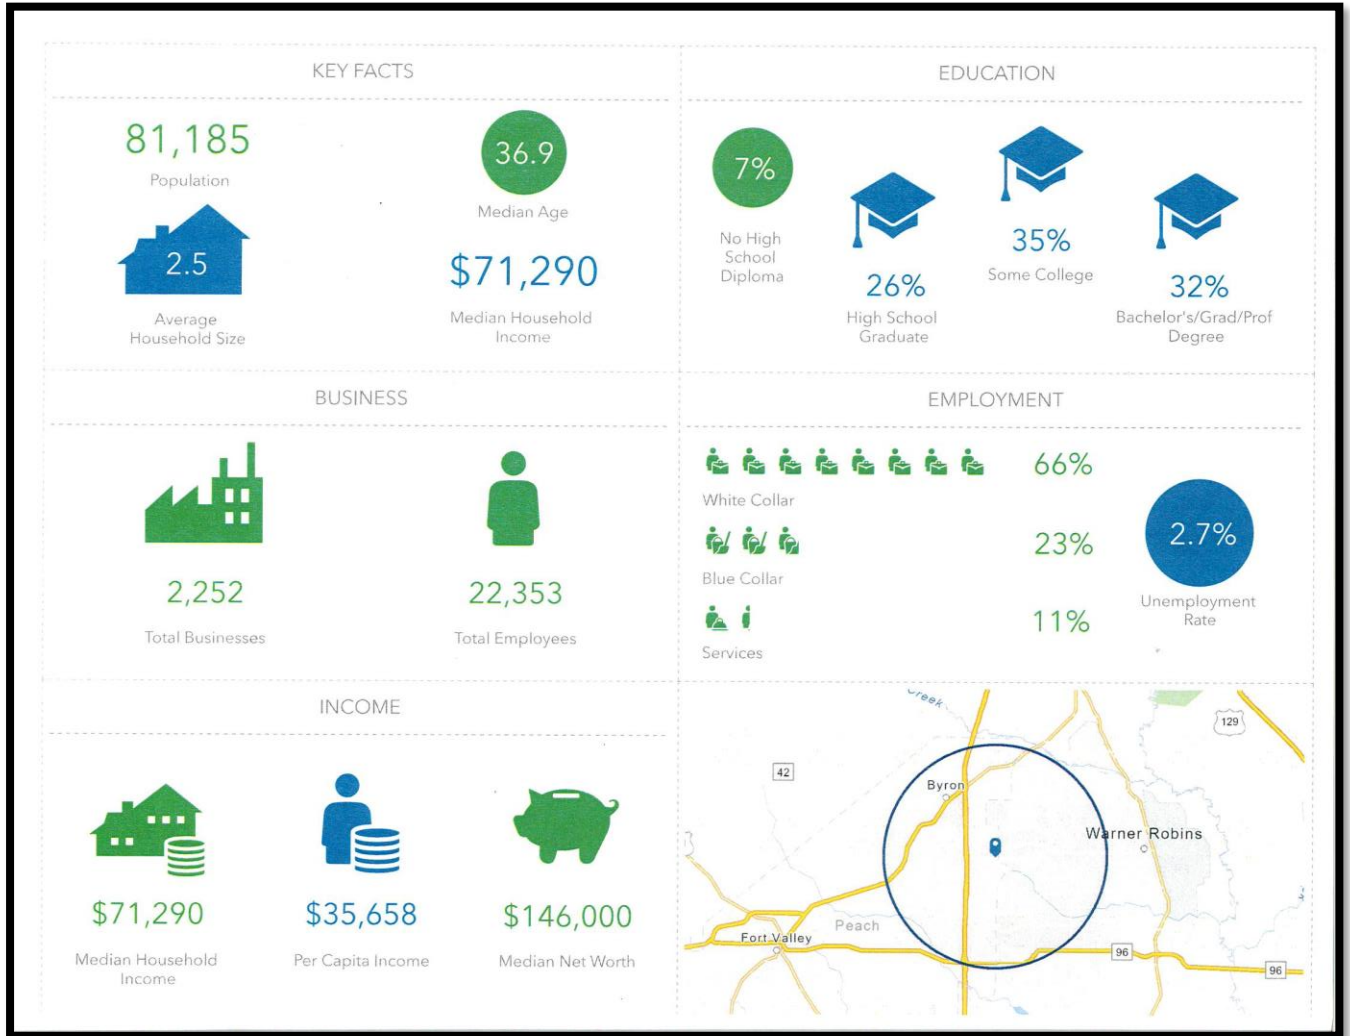 KEY FACTS
81,185
Population
36.9
Median Age
2.5
Average
Household Size
$71,290
Median Household
Income
EDUCATION
7%
No High
School
Diploma
26%
High School
Graduate
35%
Some College
32%
Bachelor's/Grad/Prof
Degree
BUSINESS
2,252
Total Businesses
22,353
Total Employees
EMPLOYMENT
66%
White Collar
23%
Blue Collar
11%
Services
2.7%
Unemployment
Rate
INCOME
$71,290
Median Household
Income
$35,658
Per Capita Income
$146,000
Median Net Worth
Creek
129
42
Byron
Warner Robins
Peach
Fort Valley
96
96